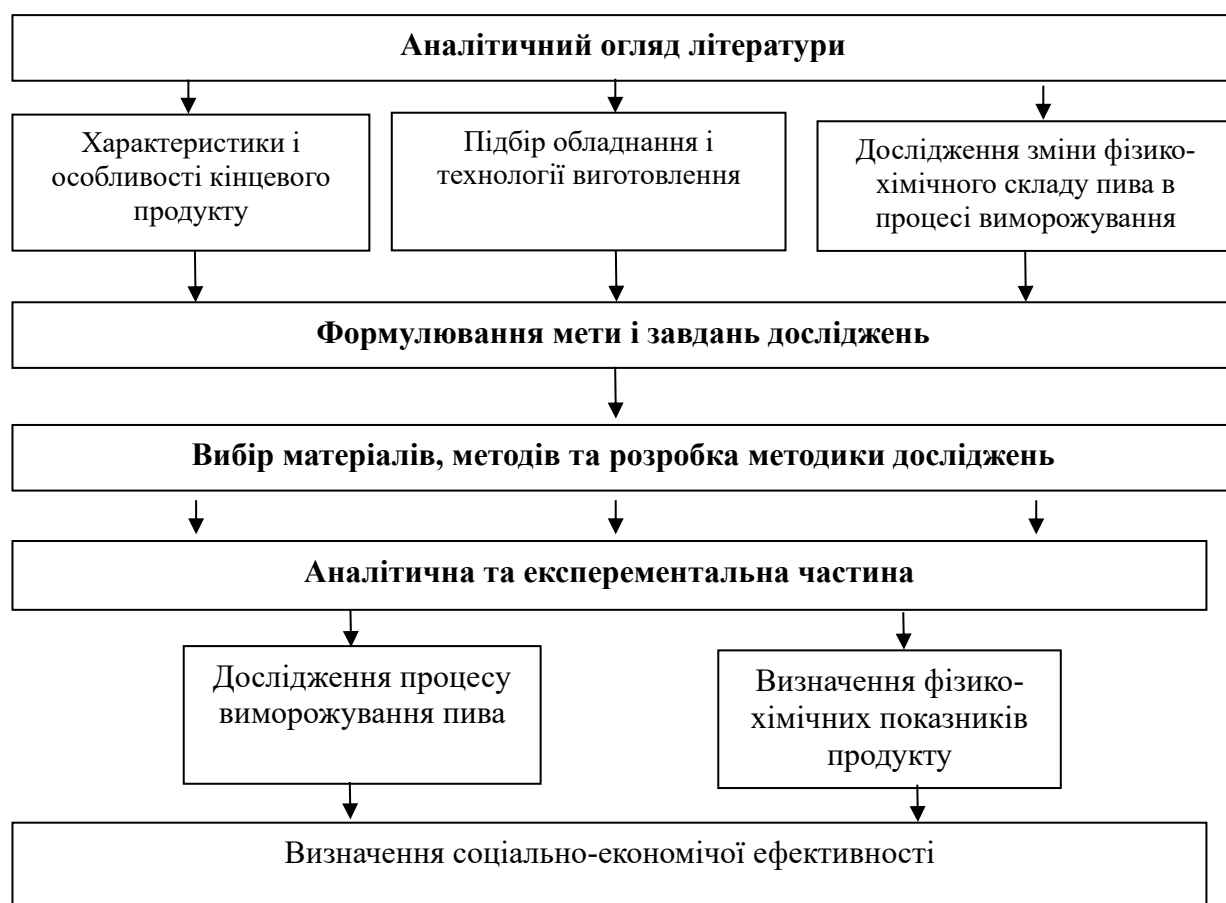 Аналітичний огляд літератури
Характеристики і
особливості кінцевого
продукту
Підбір обладнання і
технології виготовлення
Дослідження зміни фізико-
хімічного складу пива в
процесі виморожування
Формулювання мети і завдань досліджень
Вибір матеріалів, методів та розробка методики досліджень
Аналітична та експерементальна частина
Дослідження процесу
виморожування пива
Визначення фізико-
хімічних показників
продукту
Визначення соціально-економічої ефективності